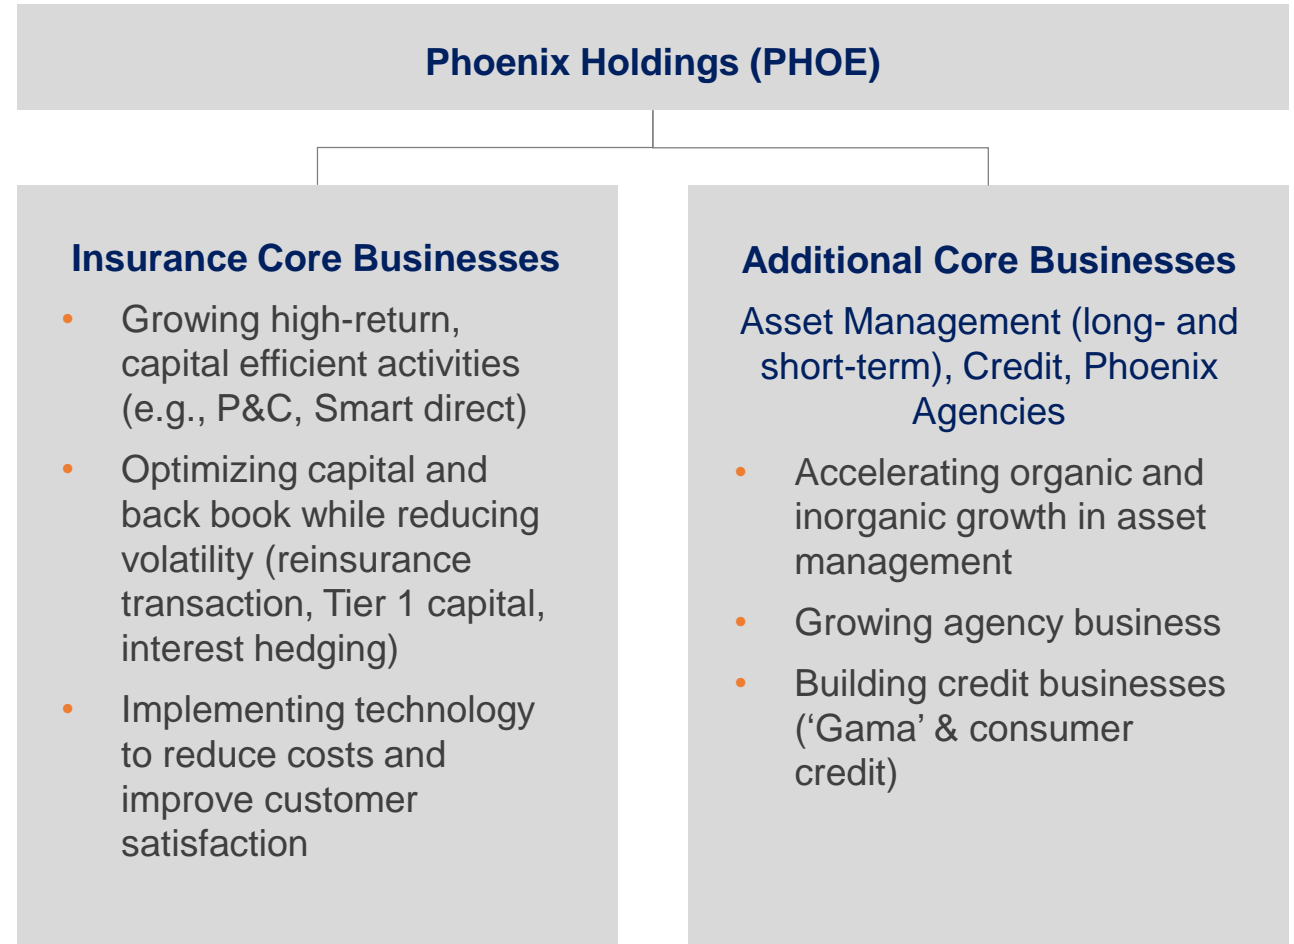 Phoenix Holdings (PHOE)
Insurance Core Businesses
• Growing high-return,
capital efficient activities
(e.g., P&C, Smart direct)
• Optimizing capital and
back book while reducing
volatility (reinsurance
transaction, Tier 1 capital,
interest hedging)
• Implementing technology
to reduce costs and
improve customer
satisfaction
Additional Core Businesses
Asset Management (long- and
short-term), Credit, Phoenix
Agencies
• Accelerating organic and
inorganic growth in asset
management
• Growing agency business
• Building credit businesses
(‘Gama’ & consumer
credit)